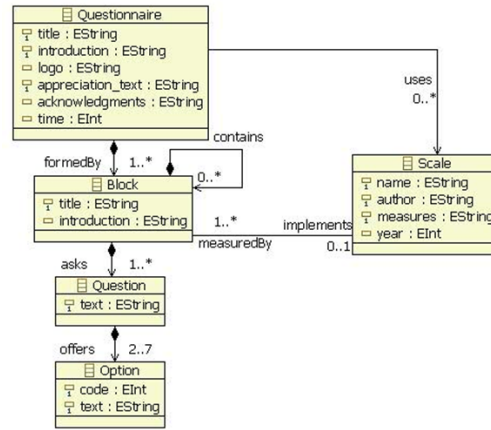 Questionnaire
title : EString
introduction : EString
logo : EString
appreciation_text : EString
acknowledgments : EString
time : EInt
uses
0..*
contains
formedBy
1..*
0..*
Block
title : EString
introduction : EString
Scale
name : EString
author : EString
measures : EString
year : EInt
1..*
implements
measuredBy
0..1
asks
1..*
Question
text : EString
offers
2..7
Option
code : EInt
text : EString